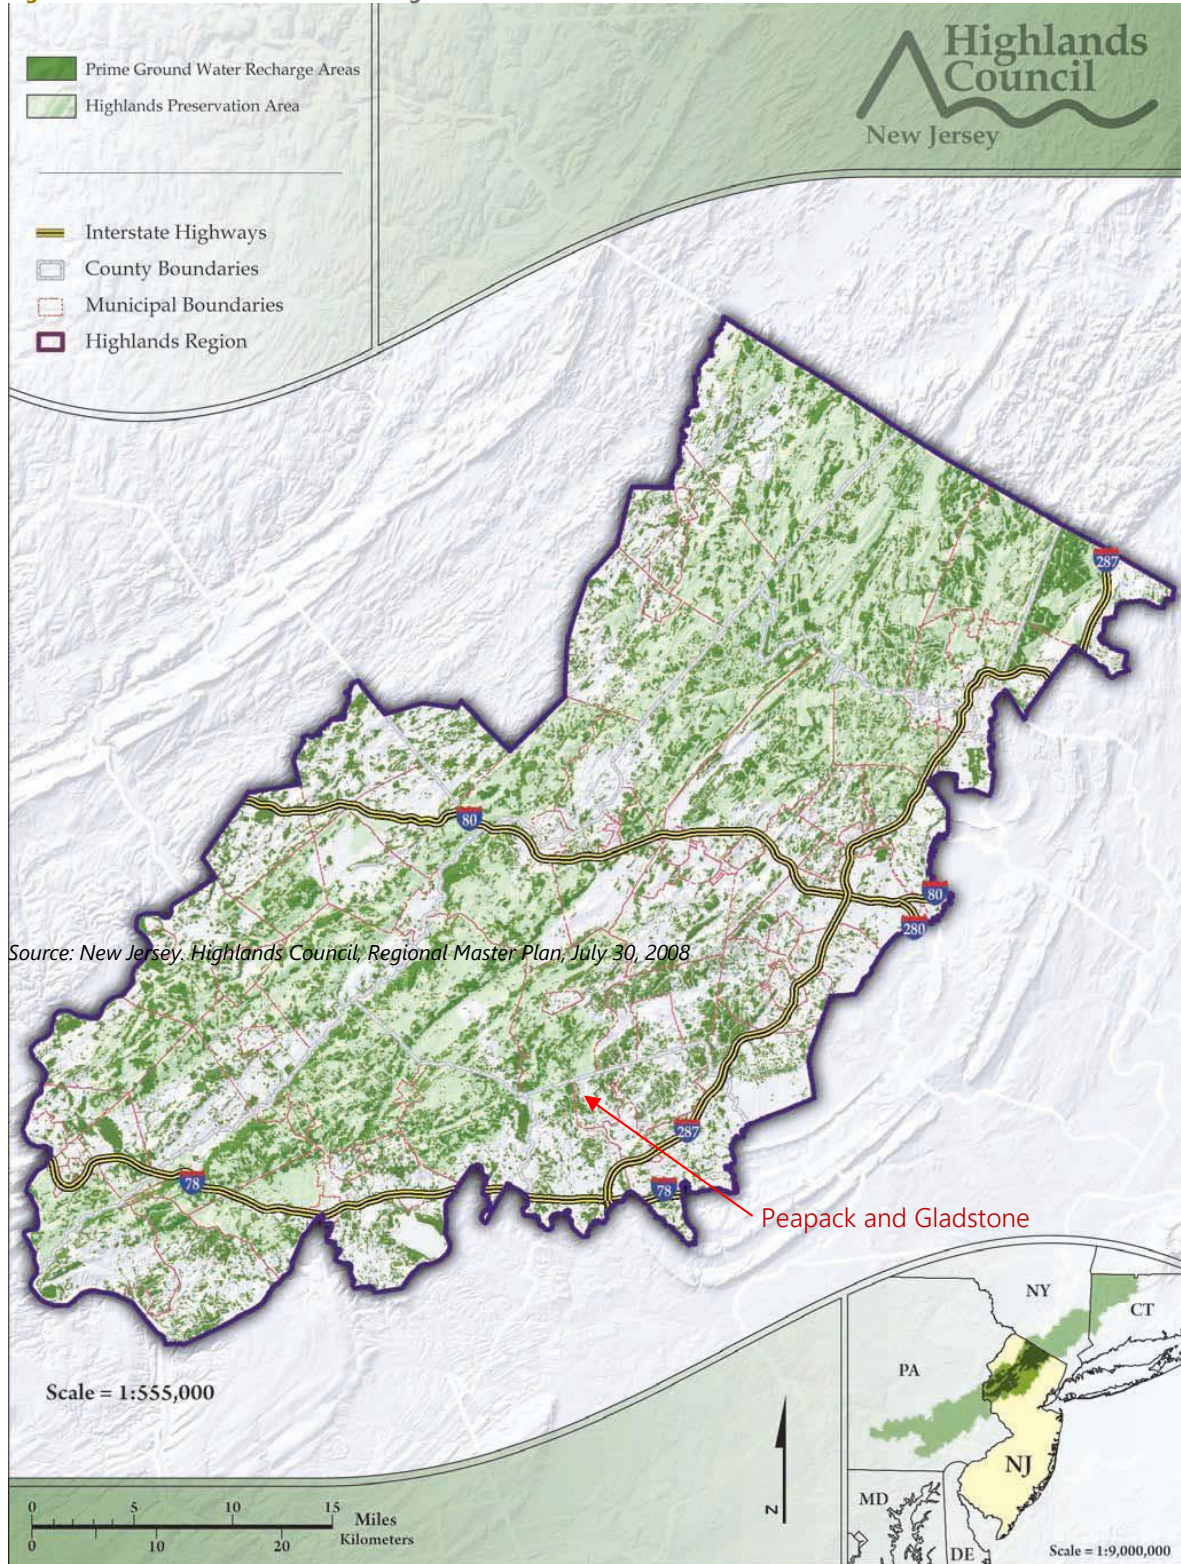 Prime Ground Water Recharge Areas
Highlands Preservation Area
Interstate Highways
County Boundaries
Municipal Boundaries
Highlands Region
Highlands
Council
New Jersey
287
80
80
280
Source: New Jersey. Highlands Council, Regional Master Plan, July 30, 2008
287
78
78
Peapack and Gladstone
NY
CT
PA
NJ
MD
DE
Scale = 1:9,000,000
Scale = 1:555,000
N
0 5 10 15
Miles
Kilometers
0 10 20